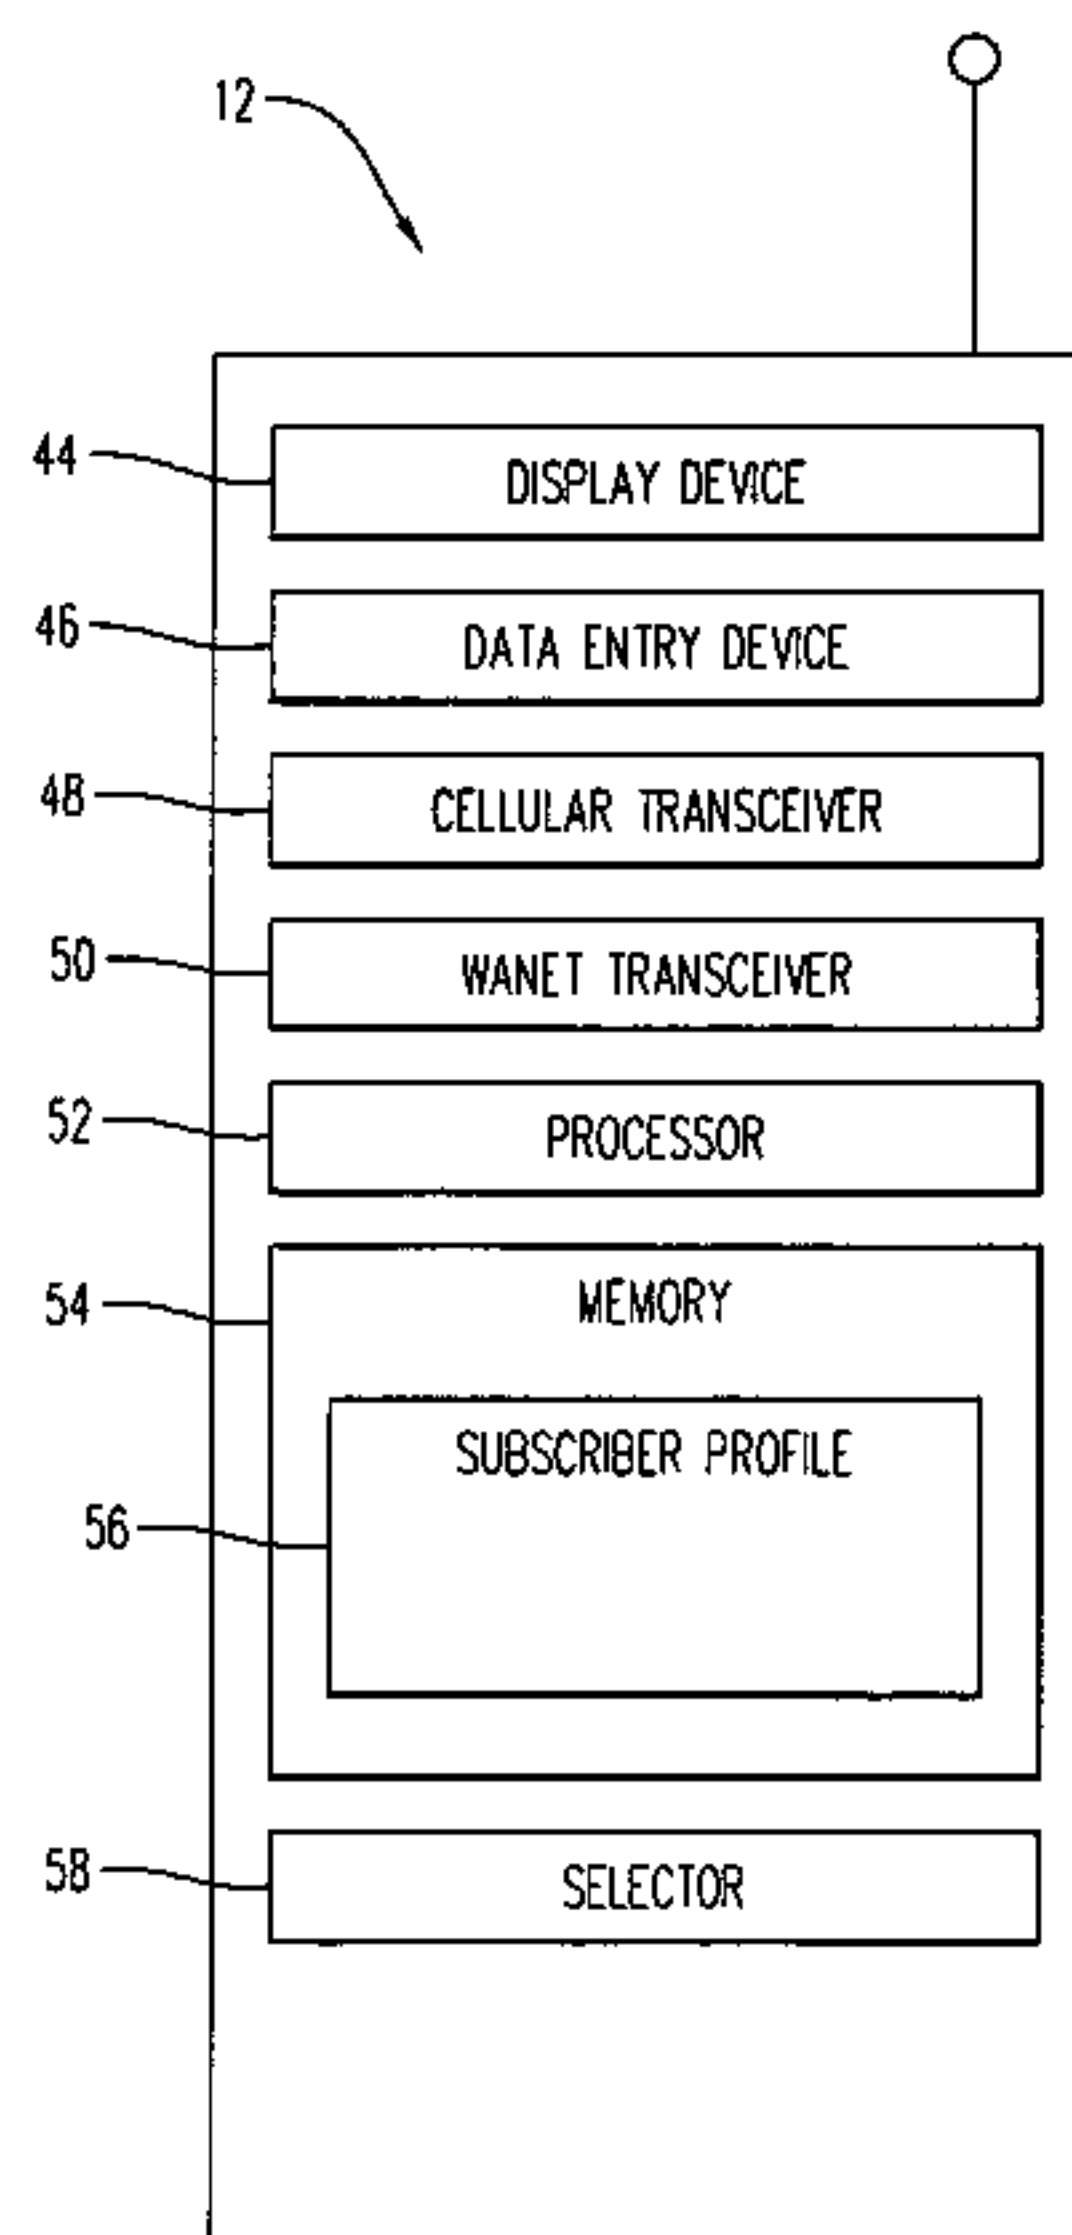 12
44 DISPLAY DEVICE
46 DATA ENTRY DEVICE
48 CELLULAR TRANSCEIVER
50 WANET TRANSCEIVER
52 PROCESSOR
54 MEMORY
SUBSCRIBER PROFILE
56
58 SELECTOR